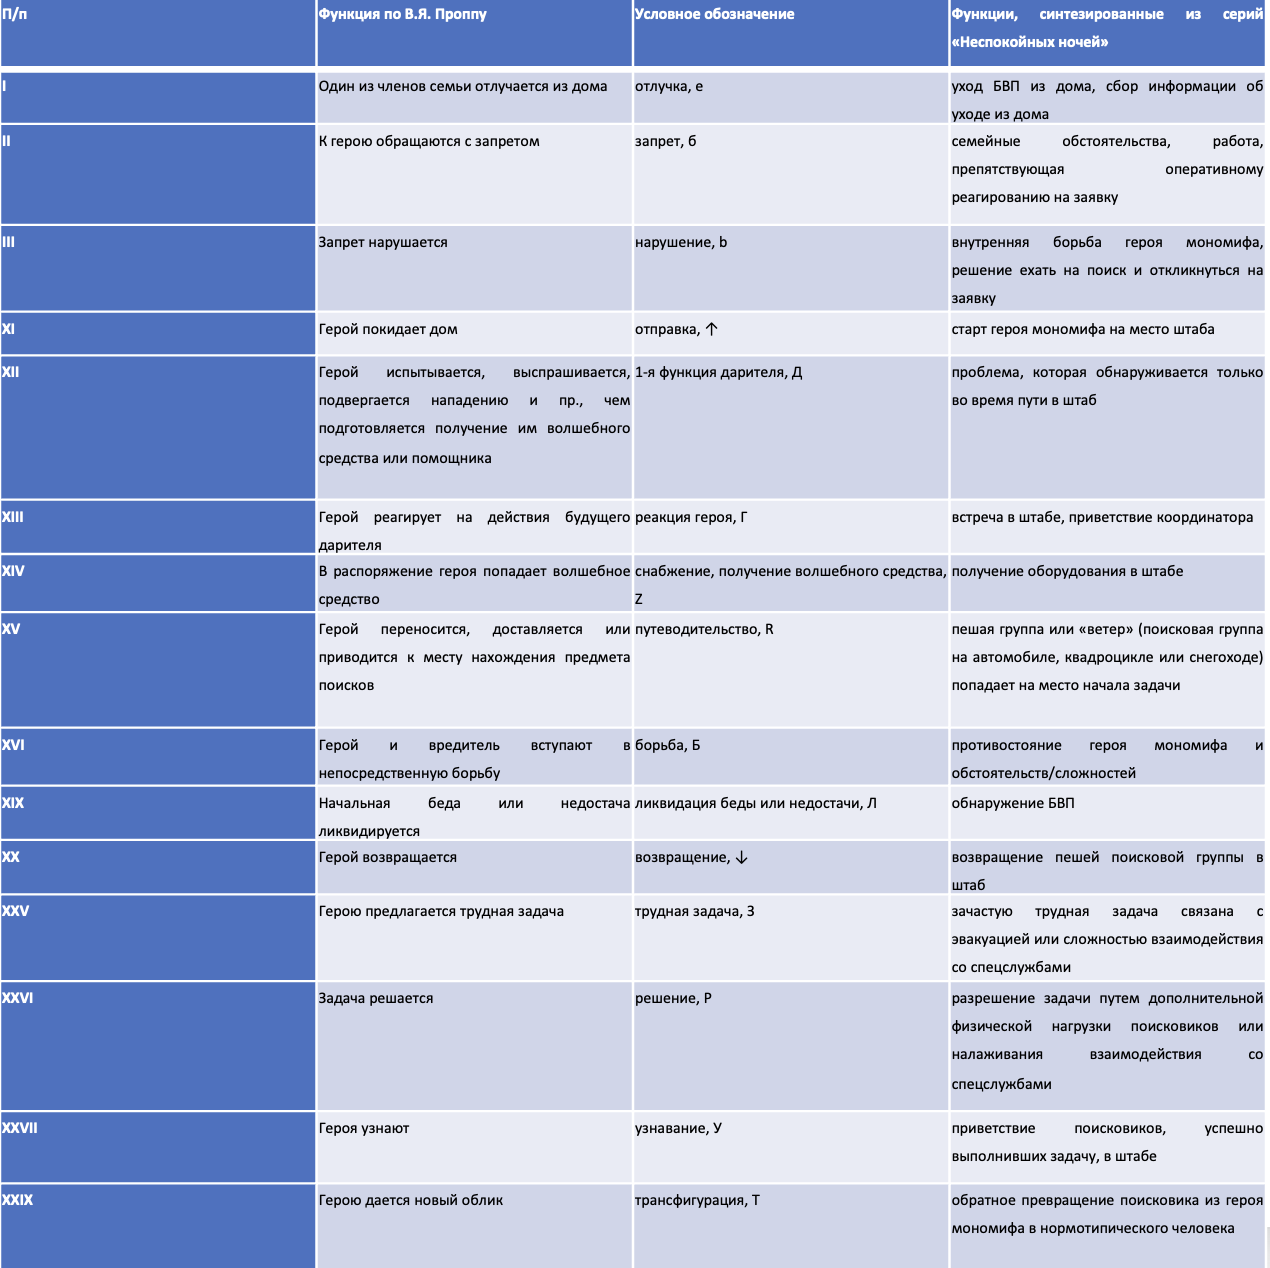 П/п
Функция по В.Я. Проппу
Условное обозначение
Функции, синтезированные из серий
«Неспокойных ночей»
I
Один из членов семьи отлучается из дома
отлучка, e
уход БВП из дома, сбор информации об
уходе из дома
II
К герою обращаются с запретом
запрет, б
семейные обстоятельства, работа,
препятствующая оперативному
реагированию на заявку
III
Запрет нарушается
нарушение, b
внутренняя борьба героя мономифа,
решение ехать на поиск и откликнуться на
заявку
XI
Герой покидает дом
отправка, ↑
старт героя мономифа на место штаба
XII
Герой испытывается, выспрашивается,
подвергается нападению и пр., чем
подготовляется получение им волшебного
средства или помощника
1-я функция дарителя, Д
проблема, которая обнаруживается только
во время пути в штаб
XIII
Герой реагирует на действия будущего
дарителя
реакция героя, Г
встреча в штабе, приветствие координатора
XIV
В распоряжение героя попадает волшебное
средство
снабжение, получение волшебного средства,
Z
получение оборудования в штабе
XV
Герой переносится, доставляется или
приводится к месту нахождения предмета
поисков
путеводительство, R
пешая группа или «ветер» (поисковая группа
на автомобиле, квадроцикле или снегоходе)
попадает на место начала задачи
XVI
Герой и вредитель вступают в
непосредственную борьбу
борьба, Б
противостояние героя мономифа и
обстоятельств/сложностей
XIX
Начальная беда или недостача
ликвидируется
ликвидация беды или недостачи, Л
обнаружение БВП
XX
Герой возвращается
возвращение, ↓
возвращение пешей поисковой группы в
штаб
XXV
Герою предлагается трудная задача
трудная задача, З
зачастую трудная задача связана с
эвакуацией или сложностью взаимодействия
со спецслужбами
XXVI
Задача решается
решение, Р
разрешение задачи путем дополнительной
физической нагрузки поисковиков или
налаживания взаимодействия со
спецслужбами
XXVII
Героя узнают
узнавание, У
приветствие поисковиков, успешно
выполнивших задачу, в штабе
XXIX
Герою дается новый облик
трансфигурация, Т
обратное превращение поисковика из героя
мономифа в нормотипического человека